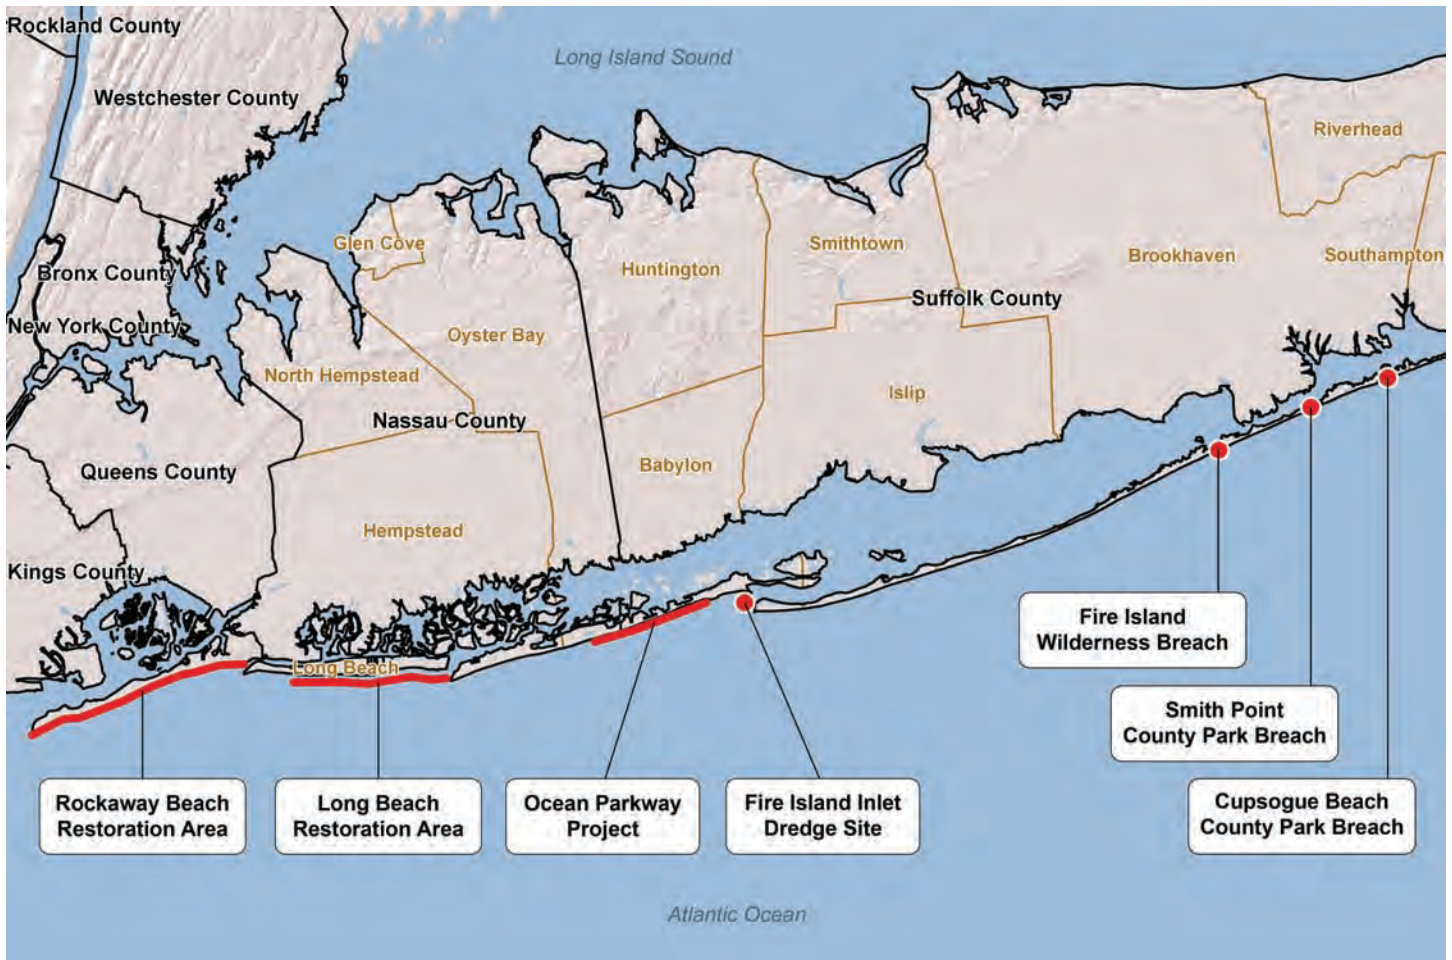 Rockland County
Long Island Sound
Westchester County
Riverhead
Glen Cove
Smithtown
Huntington
Brookhaven
Southampton
Bronx County
Suffolk County
New York County
Oyster Bay
North Hempstead
Islip
Nassau County
Queens County
Babylon
Hempstead
Kings County
Long Beach
Fire Island
Wilderness Breach
Smith Point
County Park Breach
Cupsogue Beach
County Park Breach
Rockaway Beach
Restoration Area
Long Beach
Restoration Area
Ocean Parkway
Project
Fire Island Inlet
Dredge Site
Atlantic Ocean